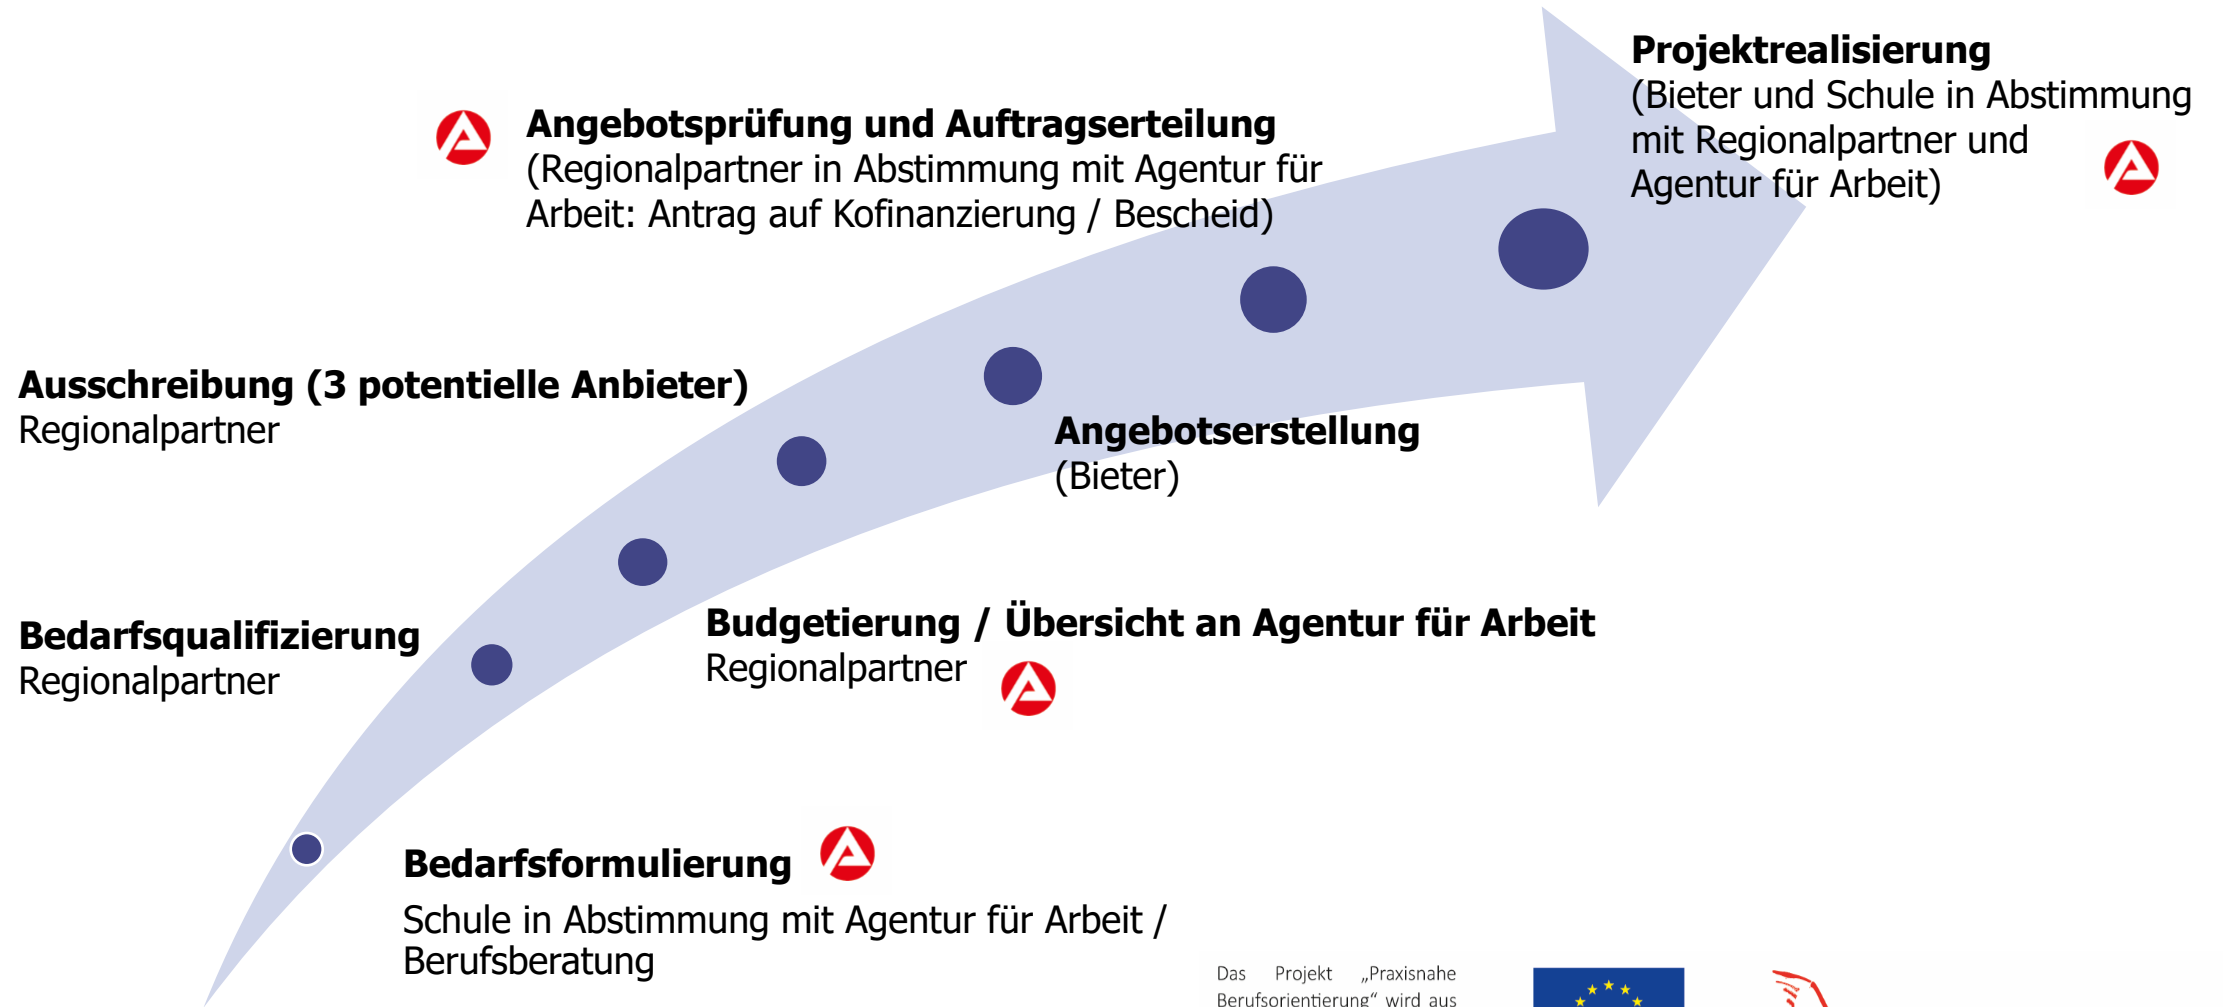 Projektrealisierung
(Bieter und Schule in Abstimmung
mit Regionalpartner und
Agentur für Arbeit)
Angebotsprüfung und Auftragserteilung
(Regionalpartner in Abstimmung mit Agentur für
Arbeit: Antrag auf Kofinanzierung / Bescheid)
Ausschreibung (3 potentielle Anbieter)
Regionalpartner
Angebotserstellung
(Bieter)
Bedarfsqualifizierung
Regionalpartner
Budgetierung / Übersicht an Agentur für Arbeit
Regionalpartner
Bedarfsformulierung
Schule in Abstimmung mit Agentur für Arbeit /
Berufsberatung
Das Projekt „Praxisnahe
Berufsorientierung“ wird aus